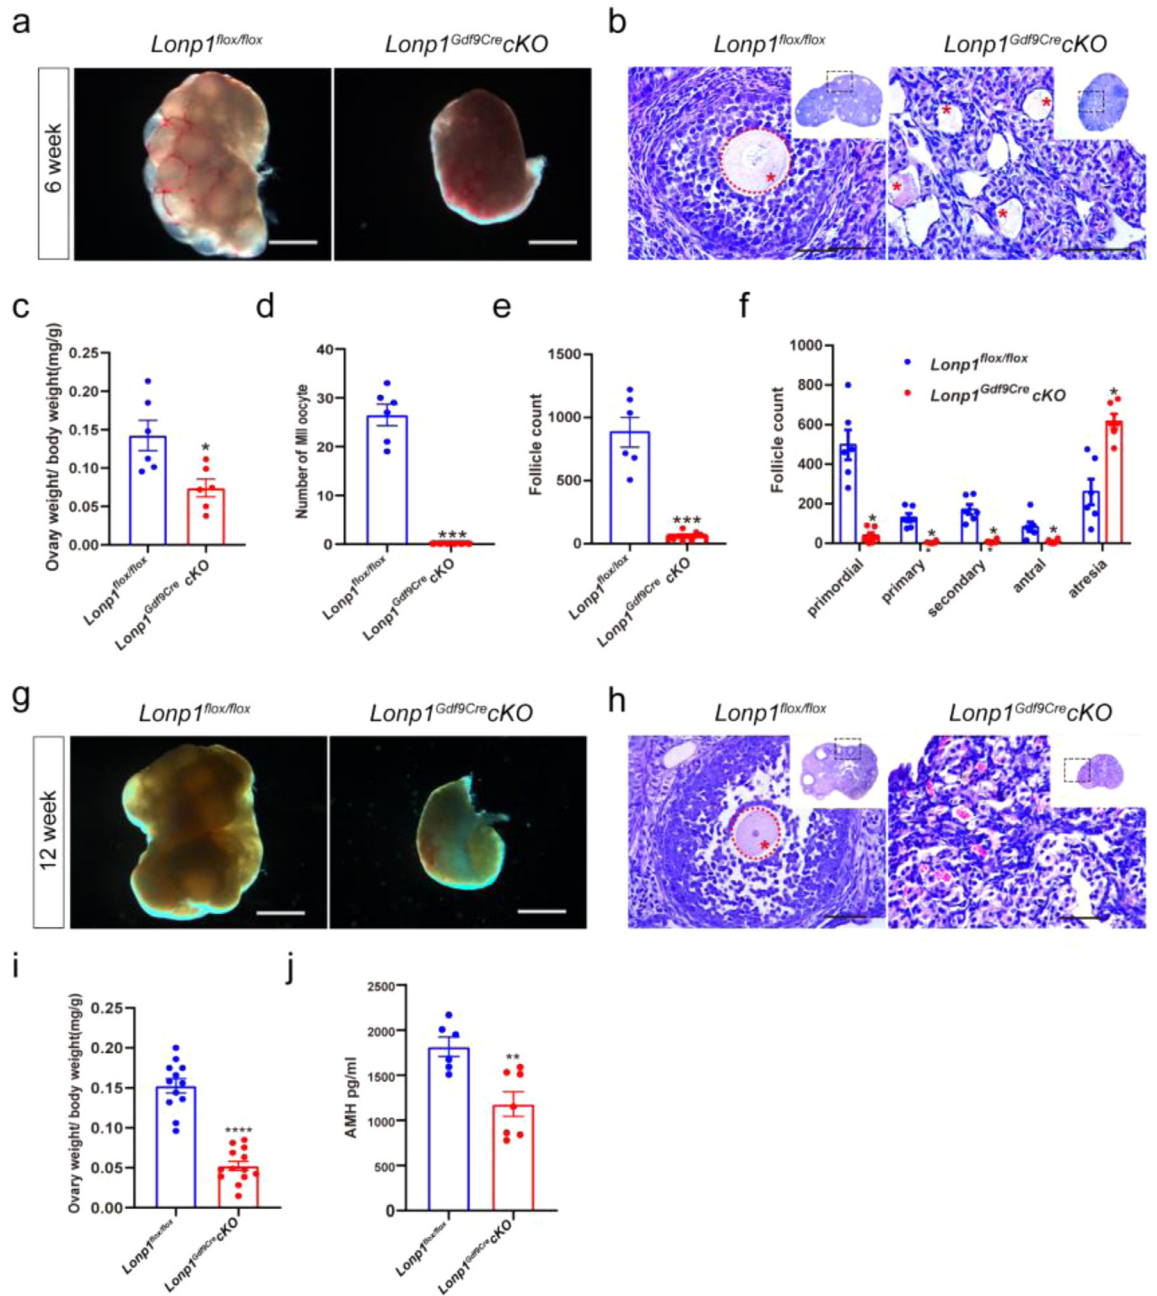 a
Lonp1flox/flox
Lonp1Gdf9CrecKO
6 week
b
Lonp1flox/flox
Lonp1Gdf9CrecKO
*
*
*
*
*
c
Ovary weight/ body weight(mg/g)
0.25
0.20
0.15
0.10
0.05
0.00
*
Lonp1flox/flox
Lonp1Gdf9Cre cKO
d
Number of MII oocyte
40
30
20
10
0
***
Lonp1flox/flox
Lonp1Gdf9Cre cKO
e
Follicle count
1500
1000
500
0
***
Lonp1flox/lox
Lonp1Gdf9Cre cKO
f
Follicle count
1000
800
600
400
200
0
Lonp1flox/flox
Lonp1Gdf9Cre cKO
*
*
*
*
*
*
*
primordial
primary
secondary
antral
atresia
g
Lonp1flox/flox
Lonp1Gdf9CrecKO
12 week
h
Lonp1flox/flox
Lonp1Gdf9CrecKO
*
i
Ovary weight/ body weight(mg/g)
0.25
0.20
0.15
0.10
0.05
0.00
****
Lonp1flox/flox
Lonp1Gdf9CrecKO
j
AMH pg/ml
2500
2000
1500
1000
500
0
**
Lonp1flox/flox
Lonp1Gdf9CrecKO